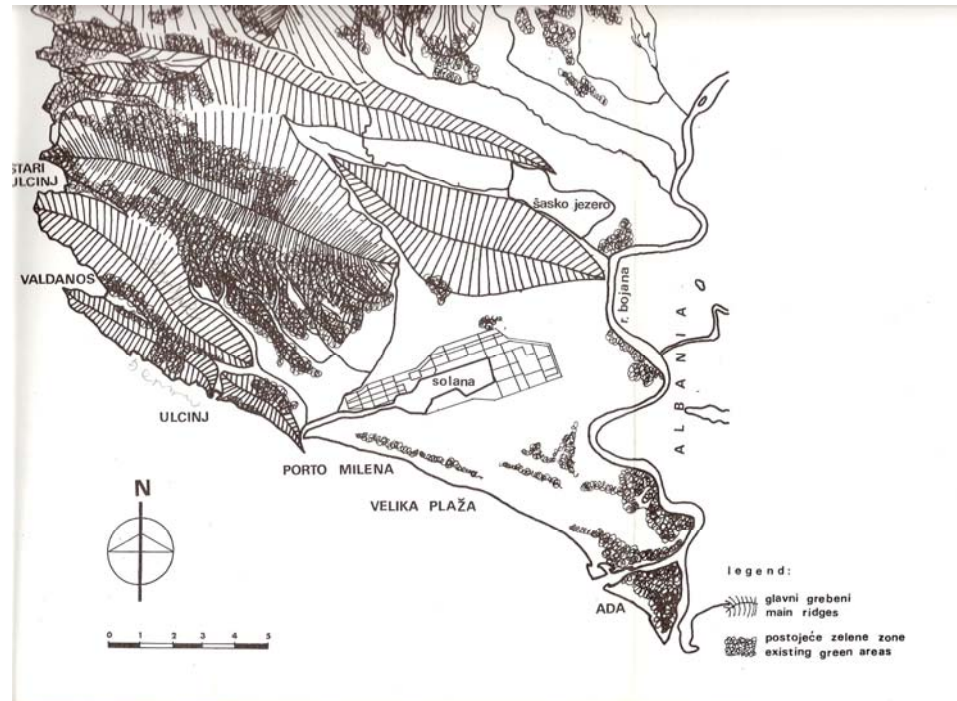 STARI
ULCINJ
šasko jezero
VALDANOS
r. bojana
ALBANIA
solana
ULCINJ
PORTO MILENA
VELIKA PLAŽA
N
ADA
legend:
glavni grebeni
main ridges
postojeće zelene zone
existing green areas
0 1 2 3 4 5